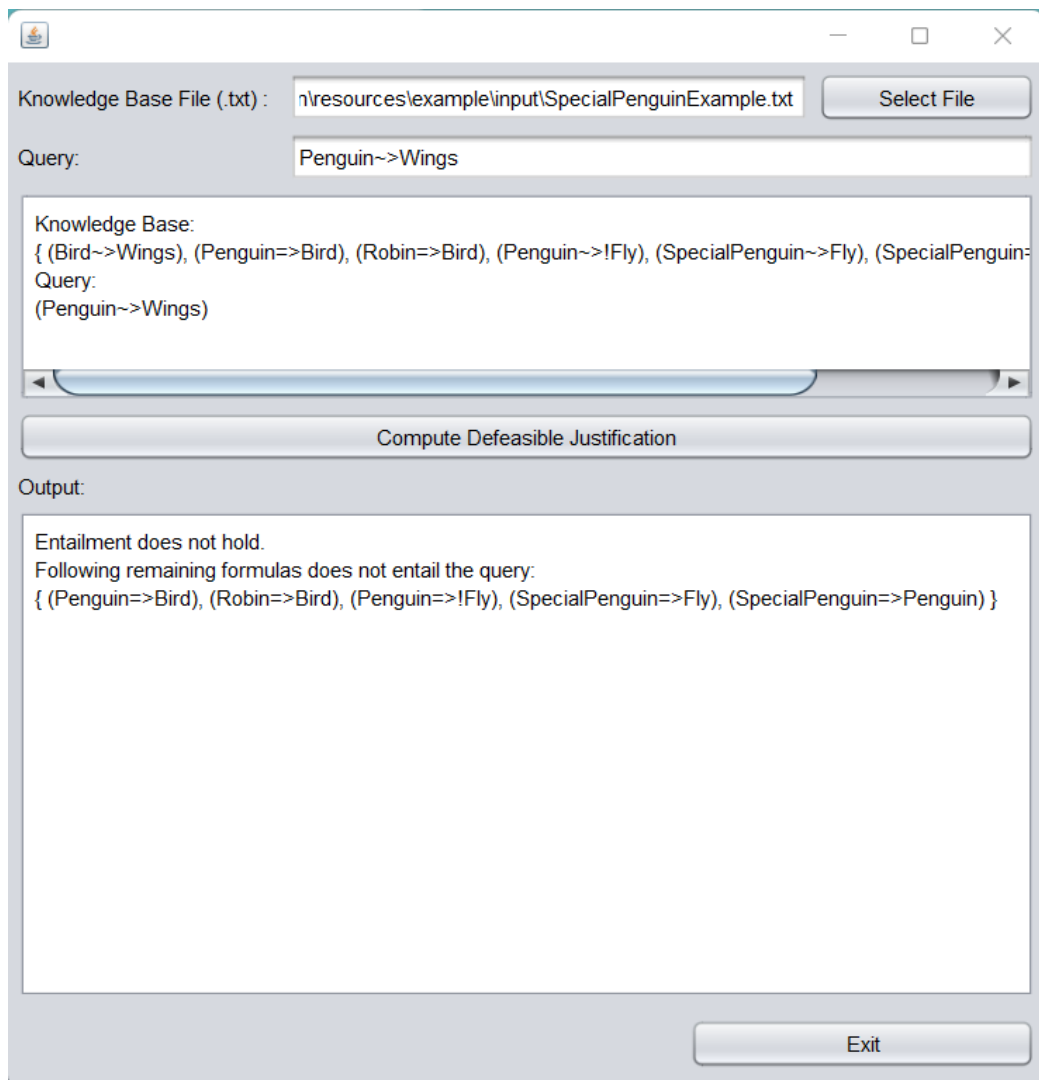 Knowledge Base File (.txt) :
n\resources\example\input\SpecialPenguinExample.txt
Select File
Query:
Penguin~>Wings
Knowledge Base:
{ (Bird~>Wings), (Penguin=>Bird), (Robin=>Bird), (Penguin~>!Fly), (SpecialPenguin~>Fly), (SpecialPenguin=
Query:
(Penguin~>Wings)
Compute Defeasible Justification
Output:
Entailment does not hold.
Following remaining formulas does not entail the query:
{ (Penguin=>Bird), (Robin=>Bird), (Penguin=>!Fly), (SpecialPenguin=>Fly), (SpecialPenguin=>Penguin) }
Exit